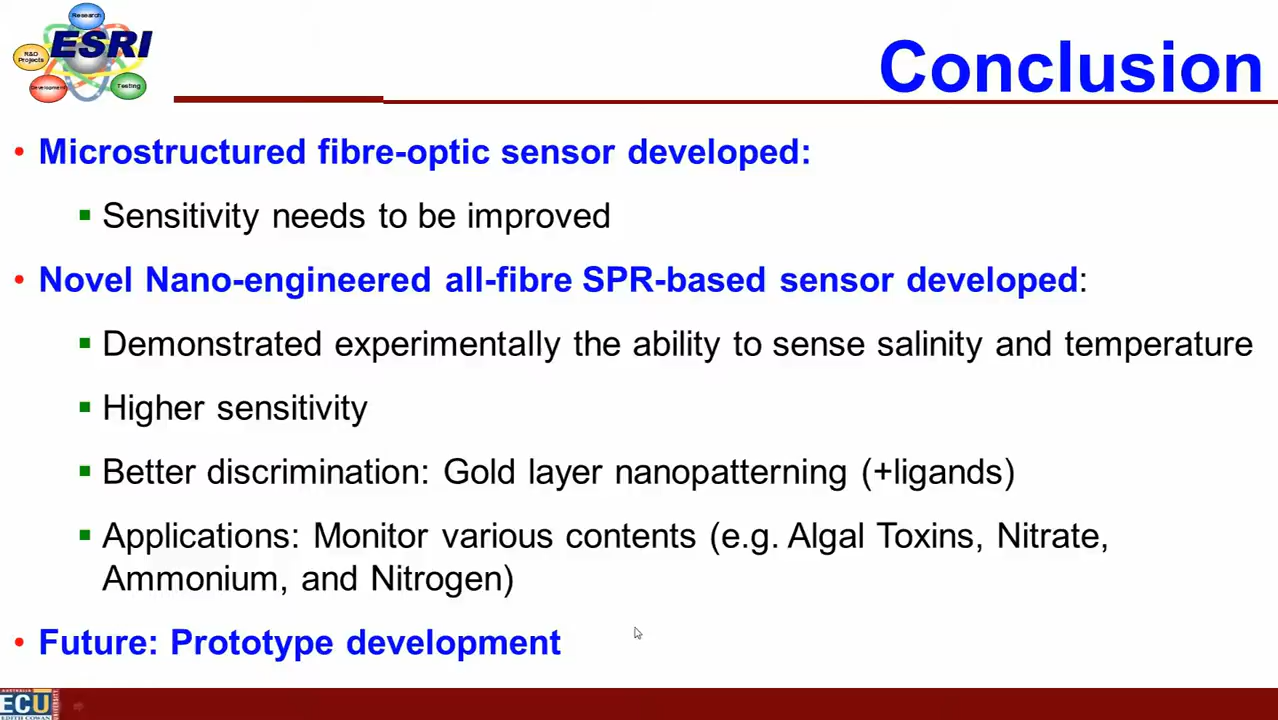 Research
ESRI
R&D
Projects
Development
Testing
Conclusion
• Microstructured fibre-optic sensor developed:
▪ Sensitivity needs to be improved
• Novel Nano-engineered all-fibre SPR-based sensor developed:
▪ Demonstrated experimentally the ability to sense salinity and temperature
▪ Higher sensitivity
▪ Better discrimination: Gold layer nanopatterning (+ligands)
▪ Applications: Monitor various contents (e.g. Algal Toxins, Nitrate,
Ammonium, and Nitrogen)
• Future: Prototype development
AUSTRALIA
ECU
EDITH COWAN